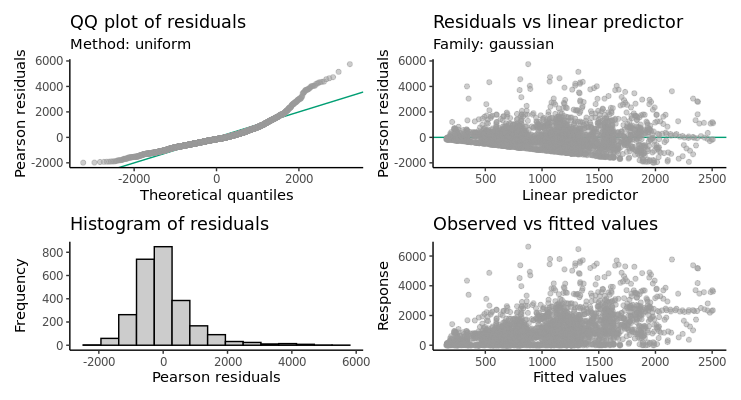 QQ plot of residuals
Method: uniform
Pearson residuals
6000
4000
2000
0
-2000
-2000 0 2000
Theoretical quantiles
Residuals vs linear predictor
Family: gaussian
Pearson residuals
6000
4000
2000
0
-2000
500 1000 1500 2000 2500
Linear predictor
Histogram of residuals
Frequency
800
600
400
200
0
-2000 0 2000 4000 6000
Pearson residuals
Observed vs fitted values
Response
6000
4000
2000
0
500 1000 1500 2000 2500
Fitted values